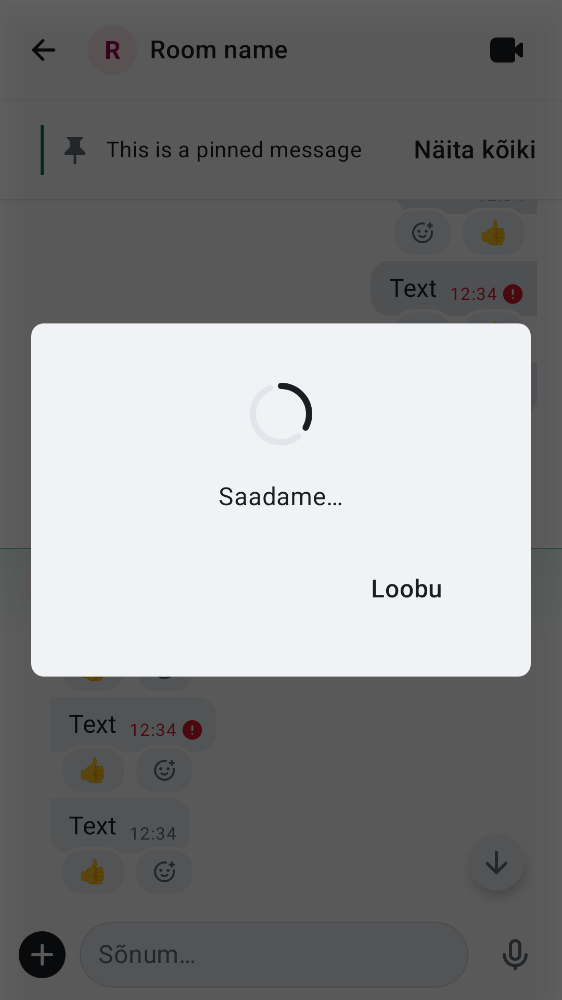 R Room name
This is a pinned message Näita kõiki
Text 12:34
Saadame…
Loobu
Text 12:34
Text 12:34
Sõnum…